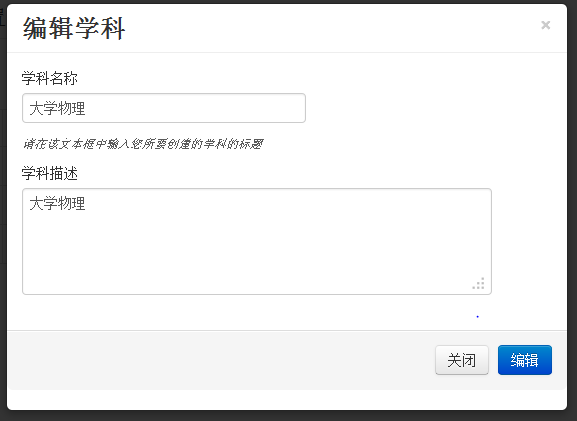 编辑学科
×
学科名称
大学物理
请在该文本框中输入您所要创建的学科的标题
学科描述
大学物理
关闭
编辑